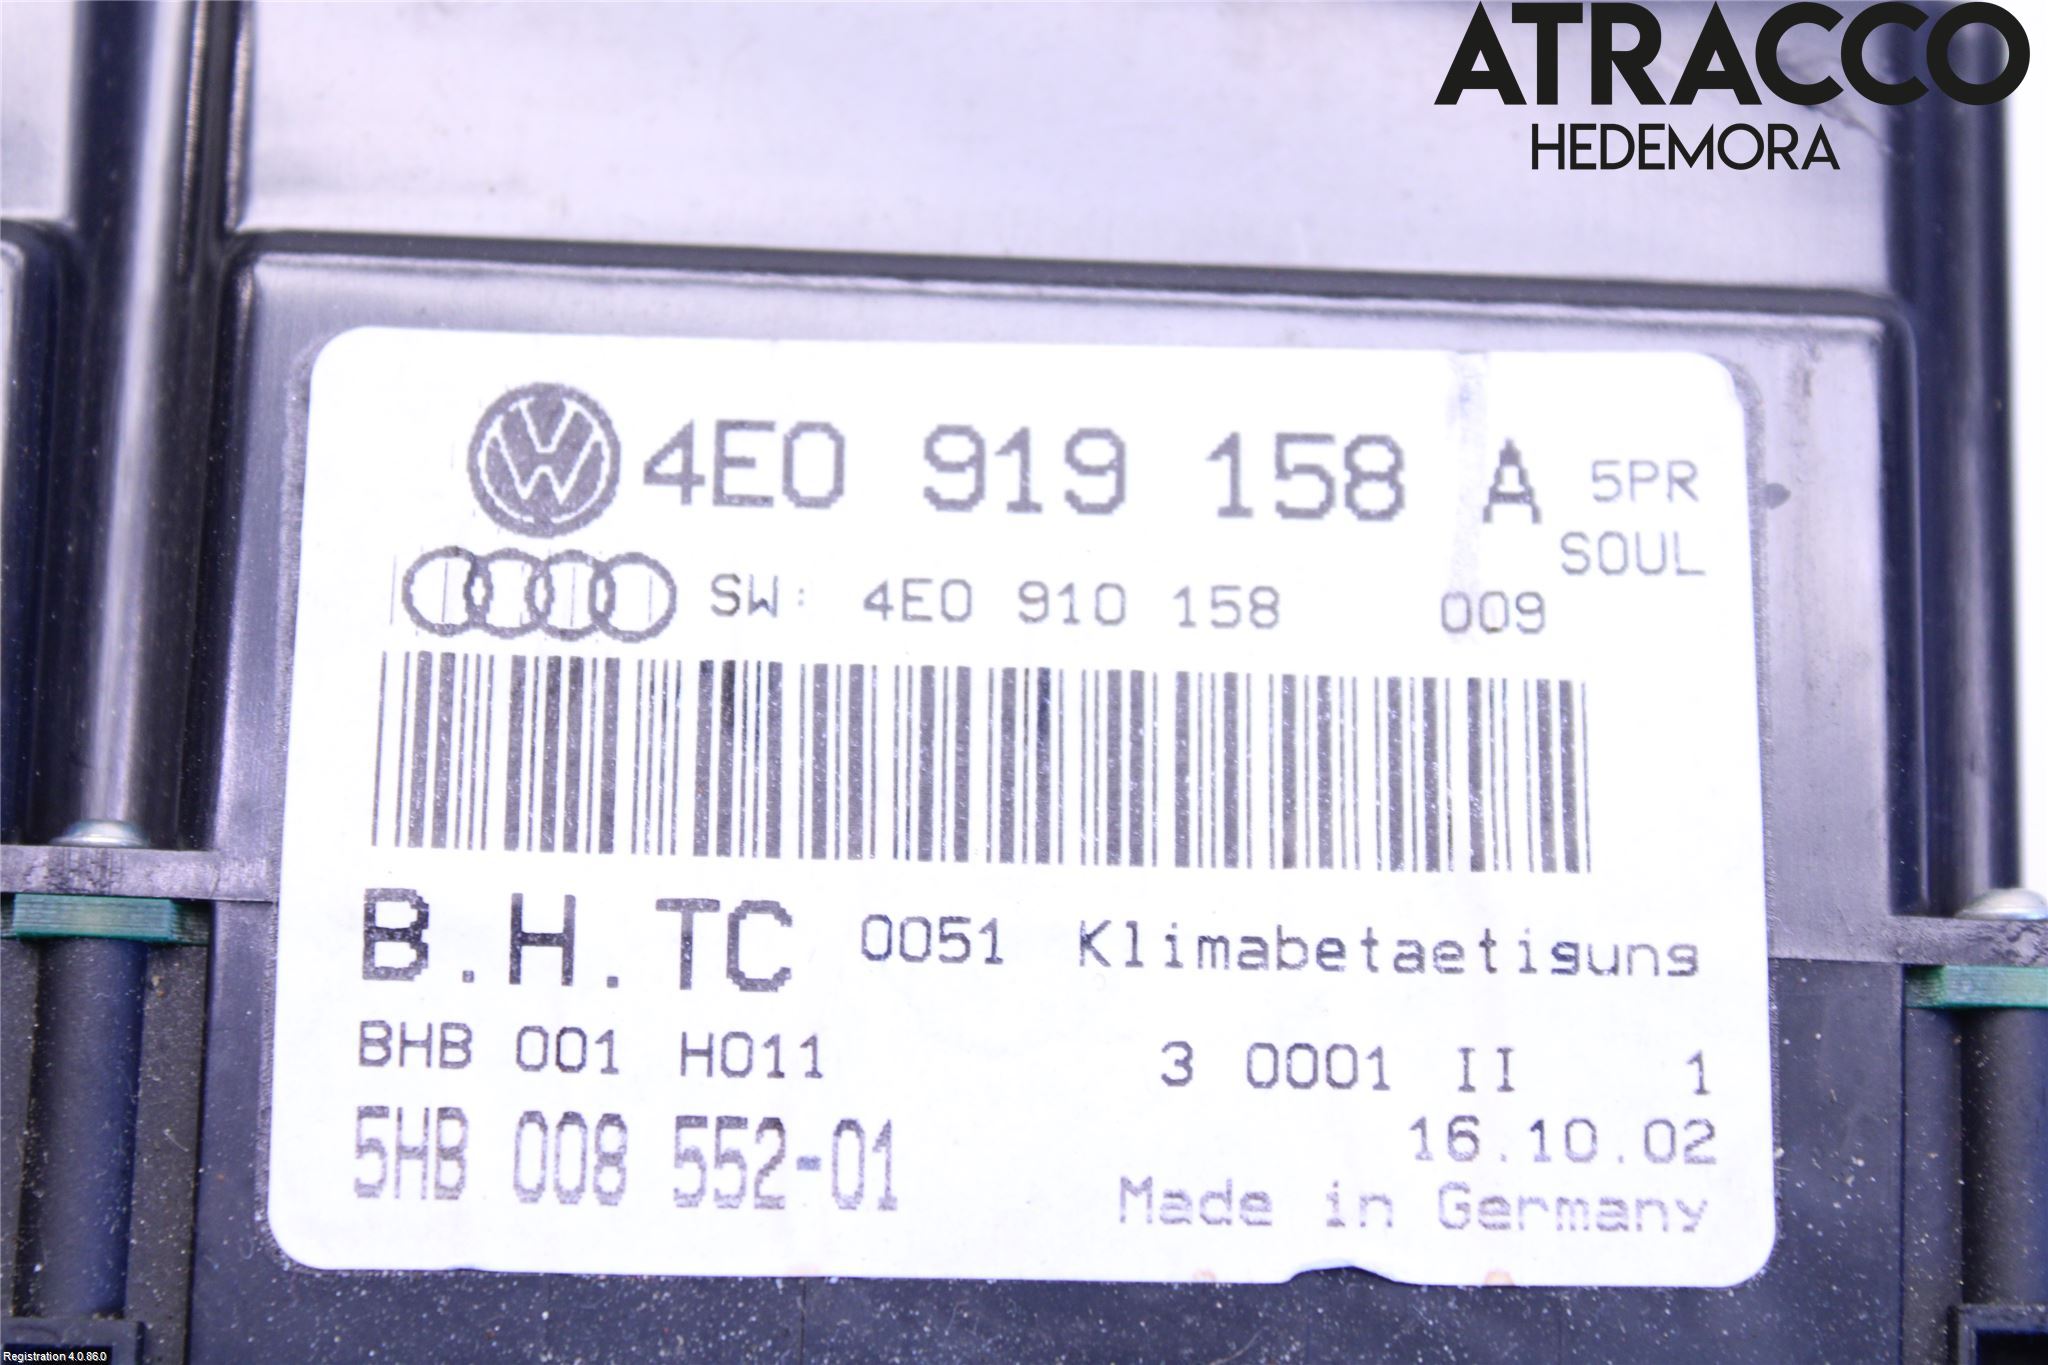 ATRACCO
HEDEMORA
4E0 919 158 A 5PR
SOUL
SW: 4E0 910 158 009
B.H.TC 0051 Klimabetaetigung
BHB 001 H011 3 0001 II 1
16.10.02
5HB 008 552-01
Made in Germany
Registration 4.0.86.0